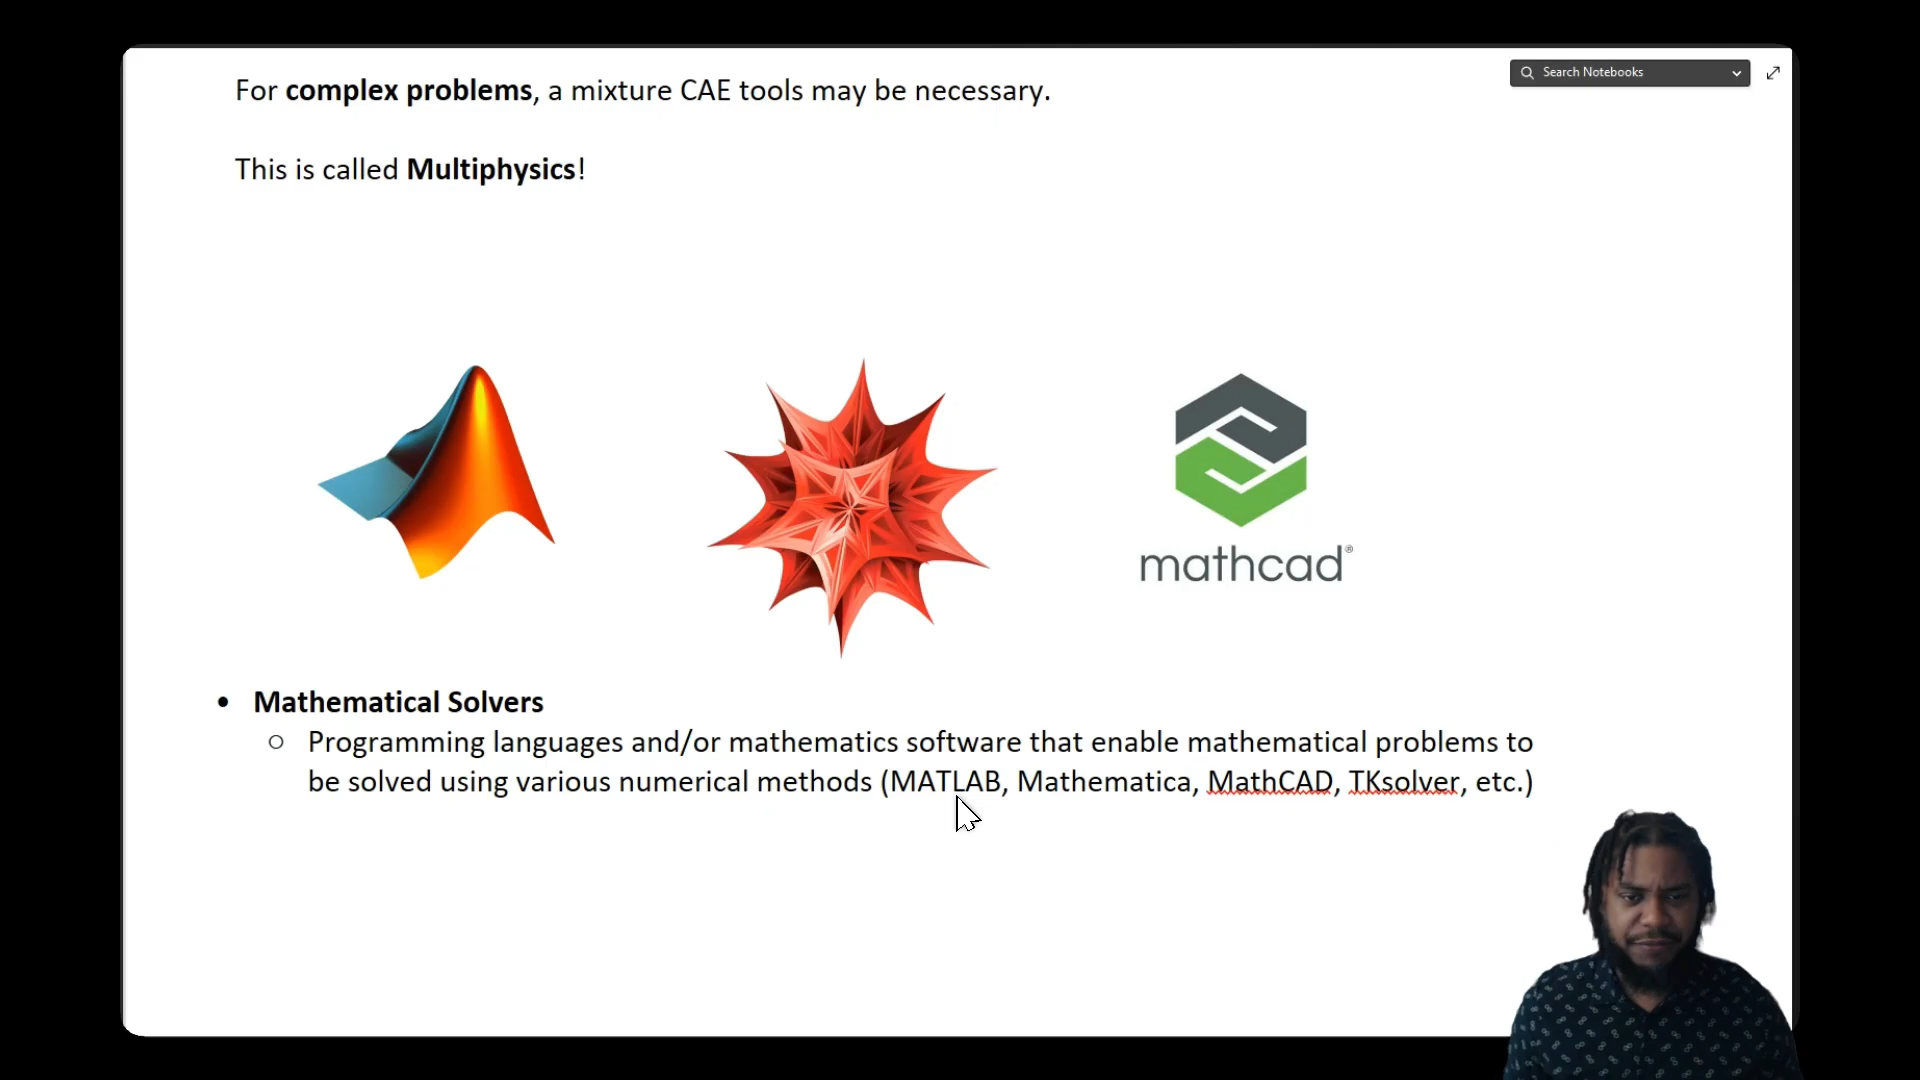 Search Notebooks
For complex problems, a mixture CAE tools may be necessary.
This is called Multiphysics!
mathcad®
• Mathematical Solvers
○ Programming languages and/or mathematics software that enable mathematical problems to
be solved using various numerical methods (MATLAB, Mathematica, MathCAD, TKsolver, etc.)